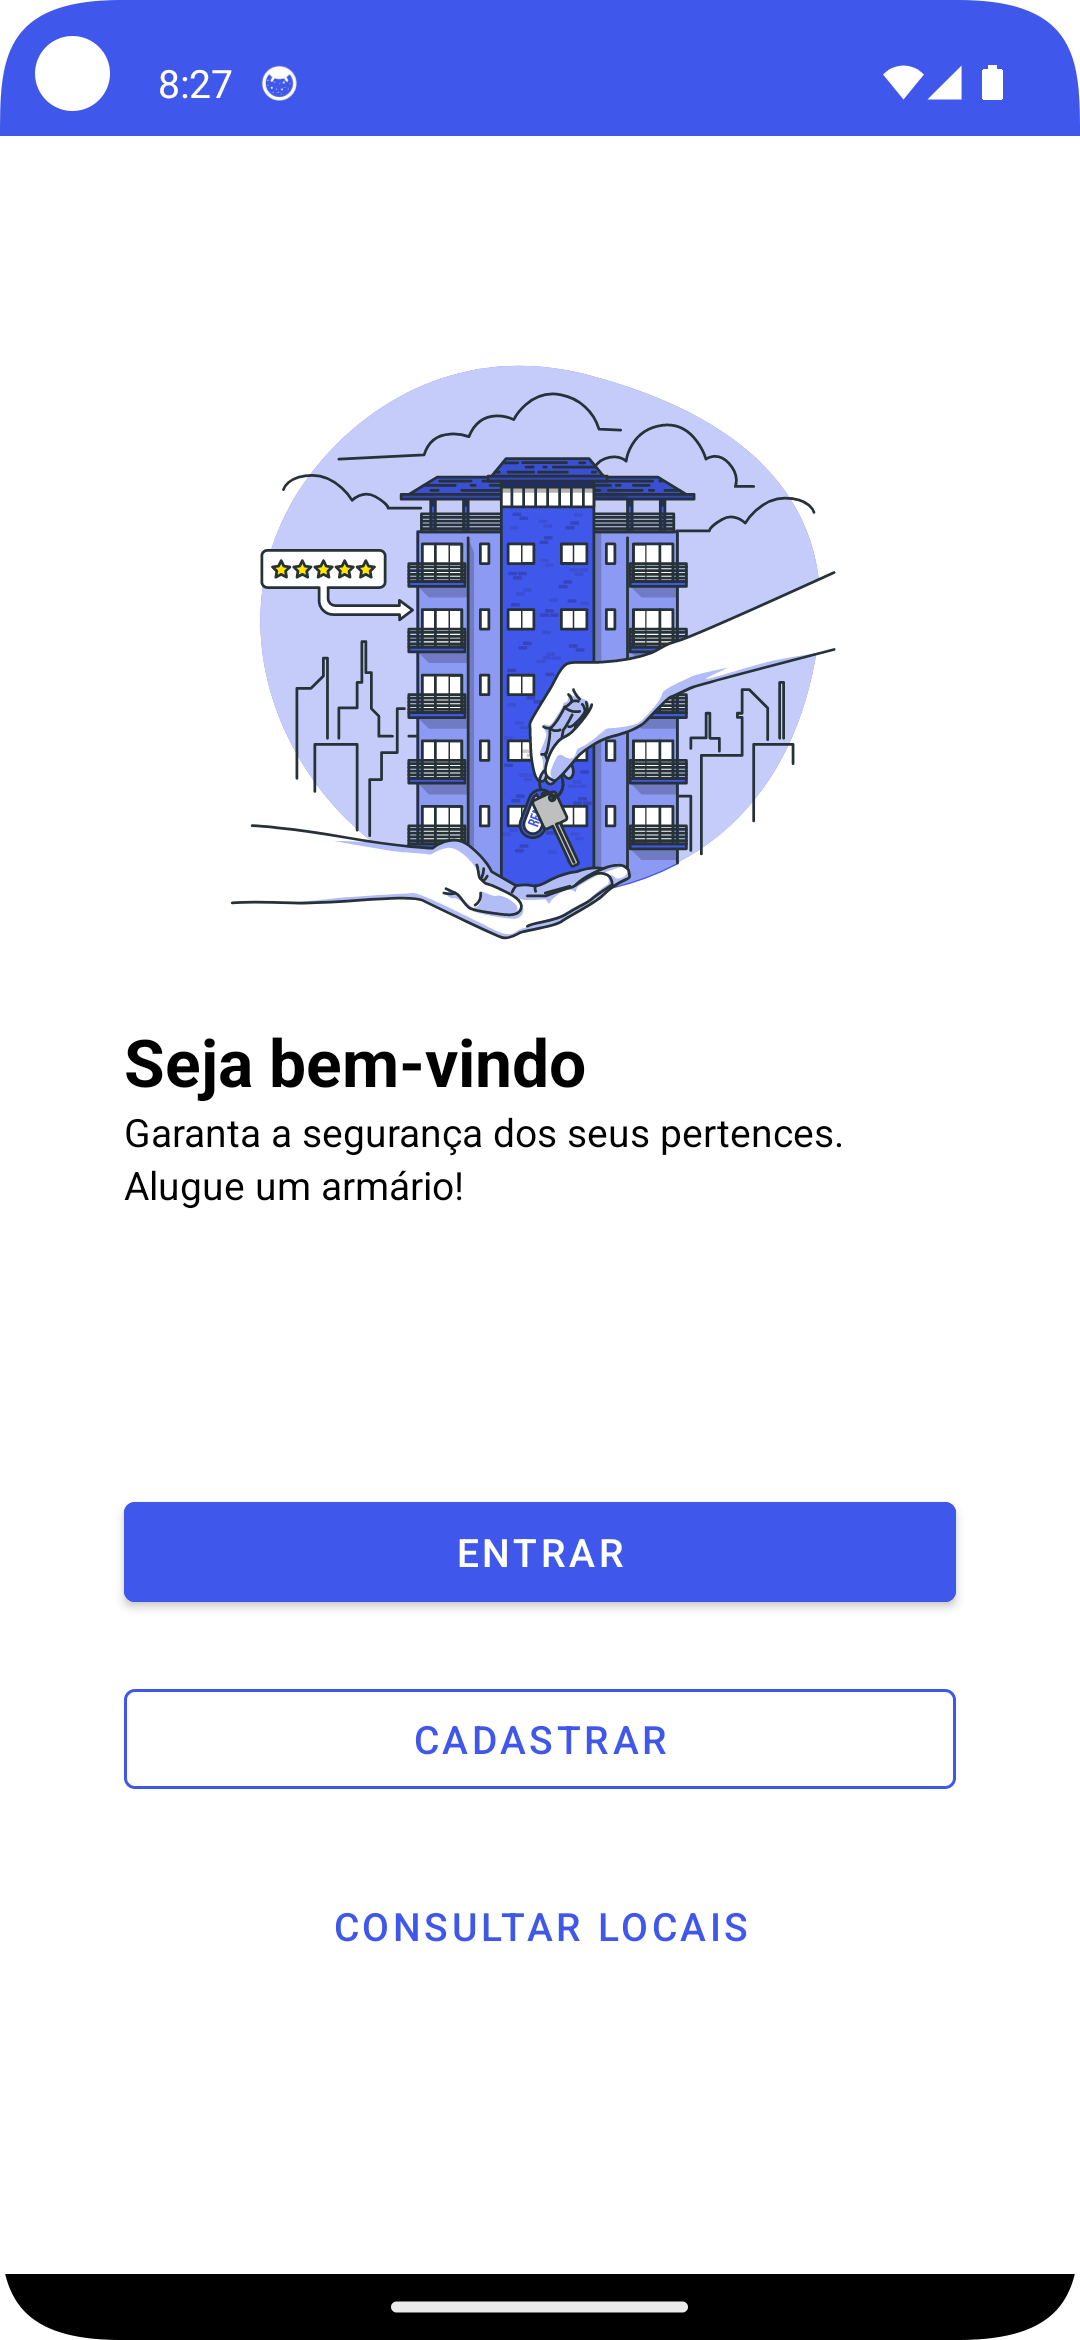 8:27
Seja bem-vindo
Garanta a segurança dos seus pertences.
Alugue um armário!
ENTRAR
CADASTRAR
CONSULTAR LOCAIS